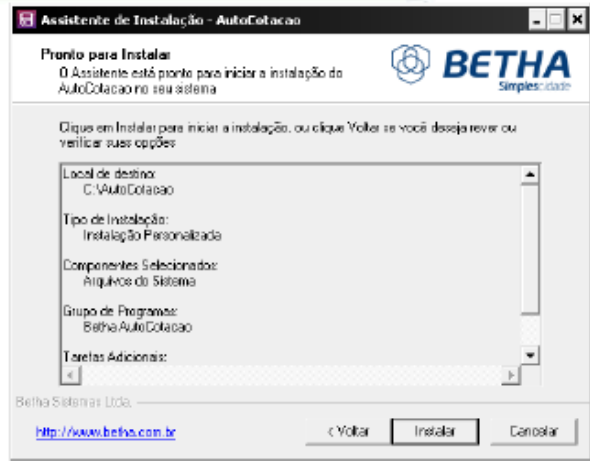 Assistente de Instalação - AutoCotacao
Pronto para Instalar
O Assistente está pronto para iniciar a instalação do
AutoCotacao no seu sistema
BETHA
Simplescidade
Clique em Instalar para iniciar a instalação, ou clique Voltar se você deseja rever ou
verificar suas opções
Local de destino:
C:\AutoCotacao
Tipo de Instalação:
Instalação Personalizada
Componentes Selecionados:
Arquivos do Sistema
Grupo de Programas:
Betha AutoCotacao
Tarefas Adicionais:
Betha Sistemas Ltda.
http://www.betha.com.br
< Voltar
Instalar
Cancelar